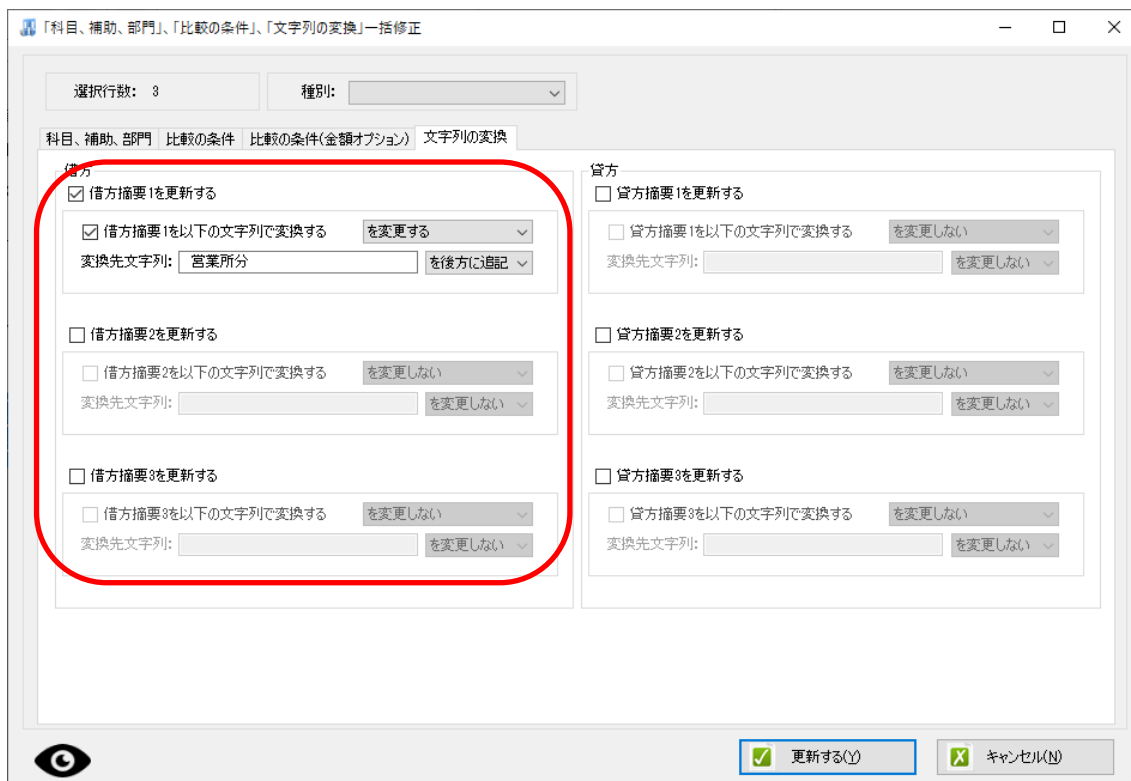 「科目、補助、部門」、「比較の条件」、「文字列の変換」一括修正
選択行数: 3
種別:
科目、補助、部門 比較の条件 比較の条件(金額オプション) 文字列の変換
借方
借方摘要1を更新する
借方摘要1を以下の文字列で変換する を変更する
変換先文字列: 営業所分 を後方に追記
借方摘要2を更新する
借方摘要2を以下の文字列で変換する を変更しない
変換先文字列: を変更しない
借方摘要3を更新する
借方摘要3を以下の文字列で変換する を変更しない
変換先文字列: を変更しない
貸方
貸方摘要1を更新する
貸方摘要1を以下の文字列で変換する を変更しない
変換先文字列: を変更しない
貸方摘要2を更新する
貸方摘要2を以下の文字列で変換する を変更しない
変換先文字列: を変更しない
貸方摘要3を更新する
貸方摘要3を以下の文字列で変換する を変更しない
変換先文字列: を変更しない
更新する(Y)
キャンセル(N)